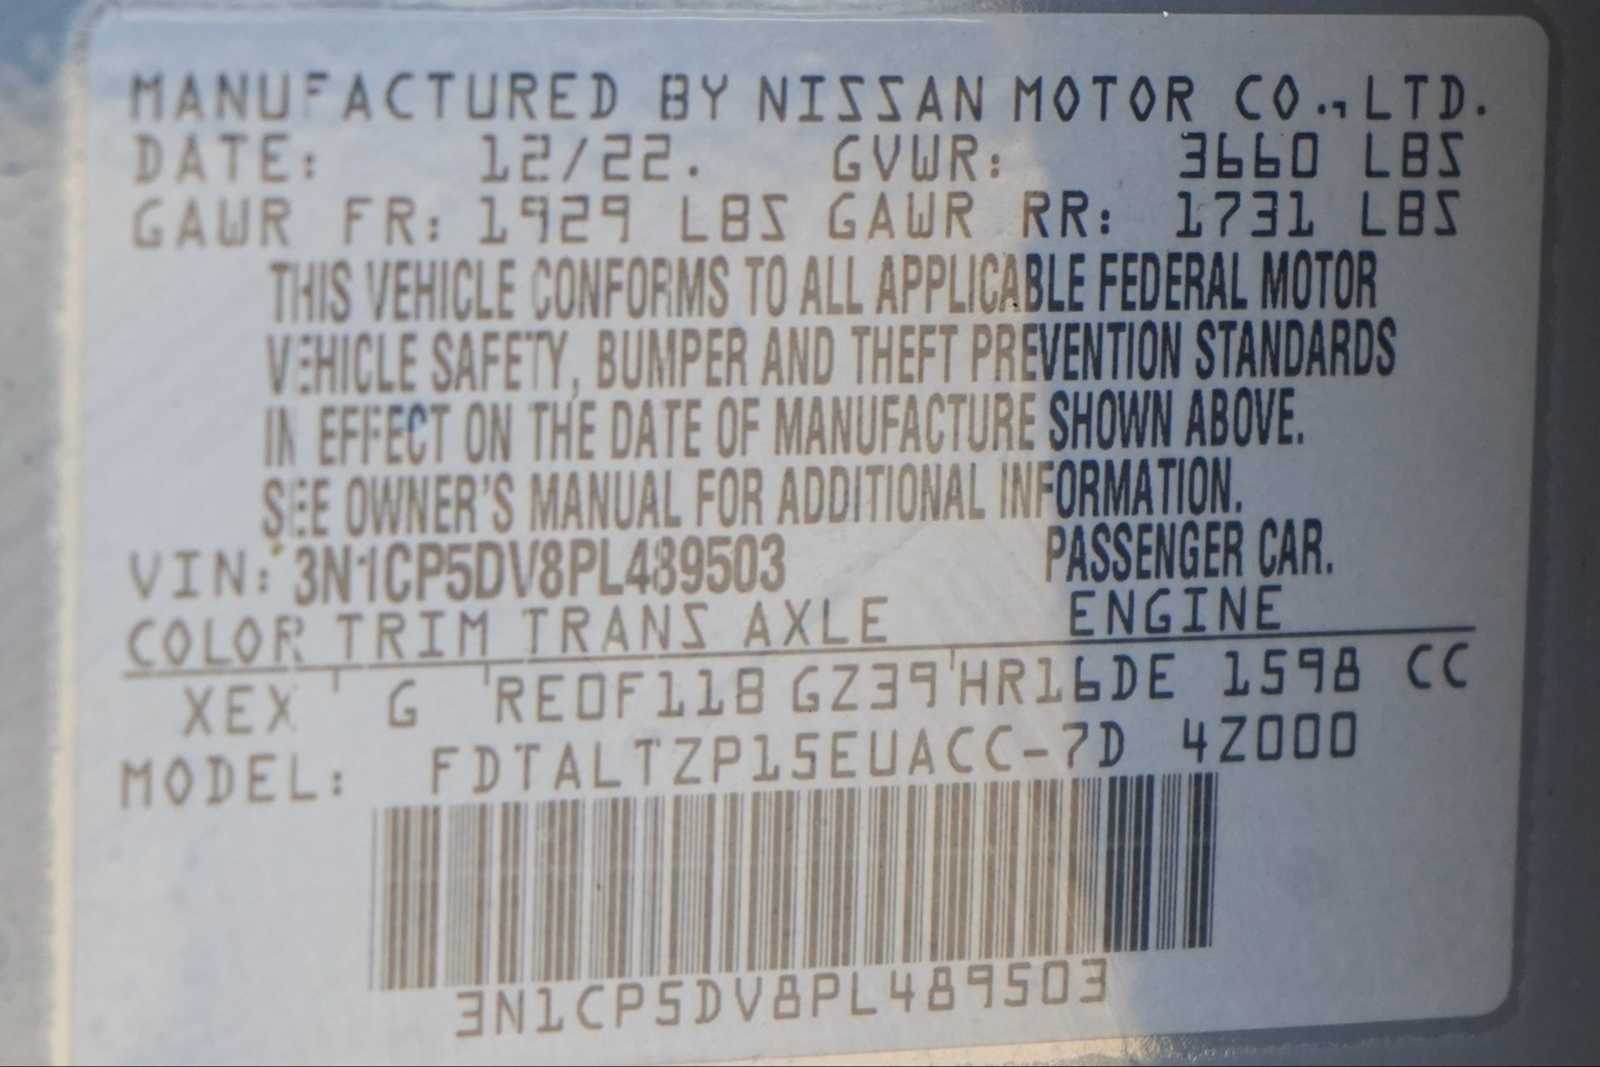 MANUFACTURED BY NISSAN MOTOR CO., LTD.
DATE: 12/22. GVWR: 3660 LBS
GAWR FR: 1929 LBS GAWR RR: 1731 LBS
THIS VEHICLE CONFORMS TO ALL APPLICABLE FEDERAL MOTOR
VEHICLE SAFETY, BUMPER AND THEFT PREVENTION STANDARDS
IN EFFECT ON THE DATE OF MANUFACTURE SHOWN ABOVE.
SEE OWNER'S MANUAL FOR ADDITIONAL INFORMATION.
VIN: 3N1CP5DV8PL489503 PASSENGER CAR.
COLOR TRIM TRANS AXLE ENGINE
XEX G RE0F11B GZ39 HR16DE 1598 CC
MODEL: FDTALTZP15EUACC-7D 4Z000
3N1CP5DV8PL489503